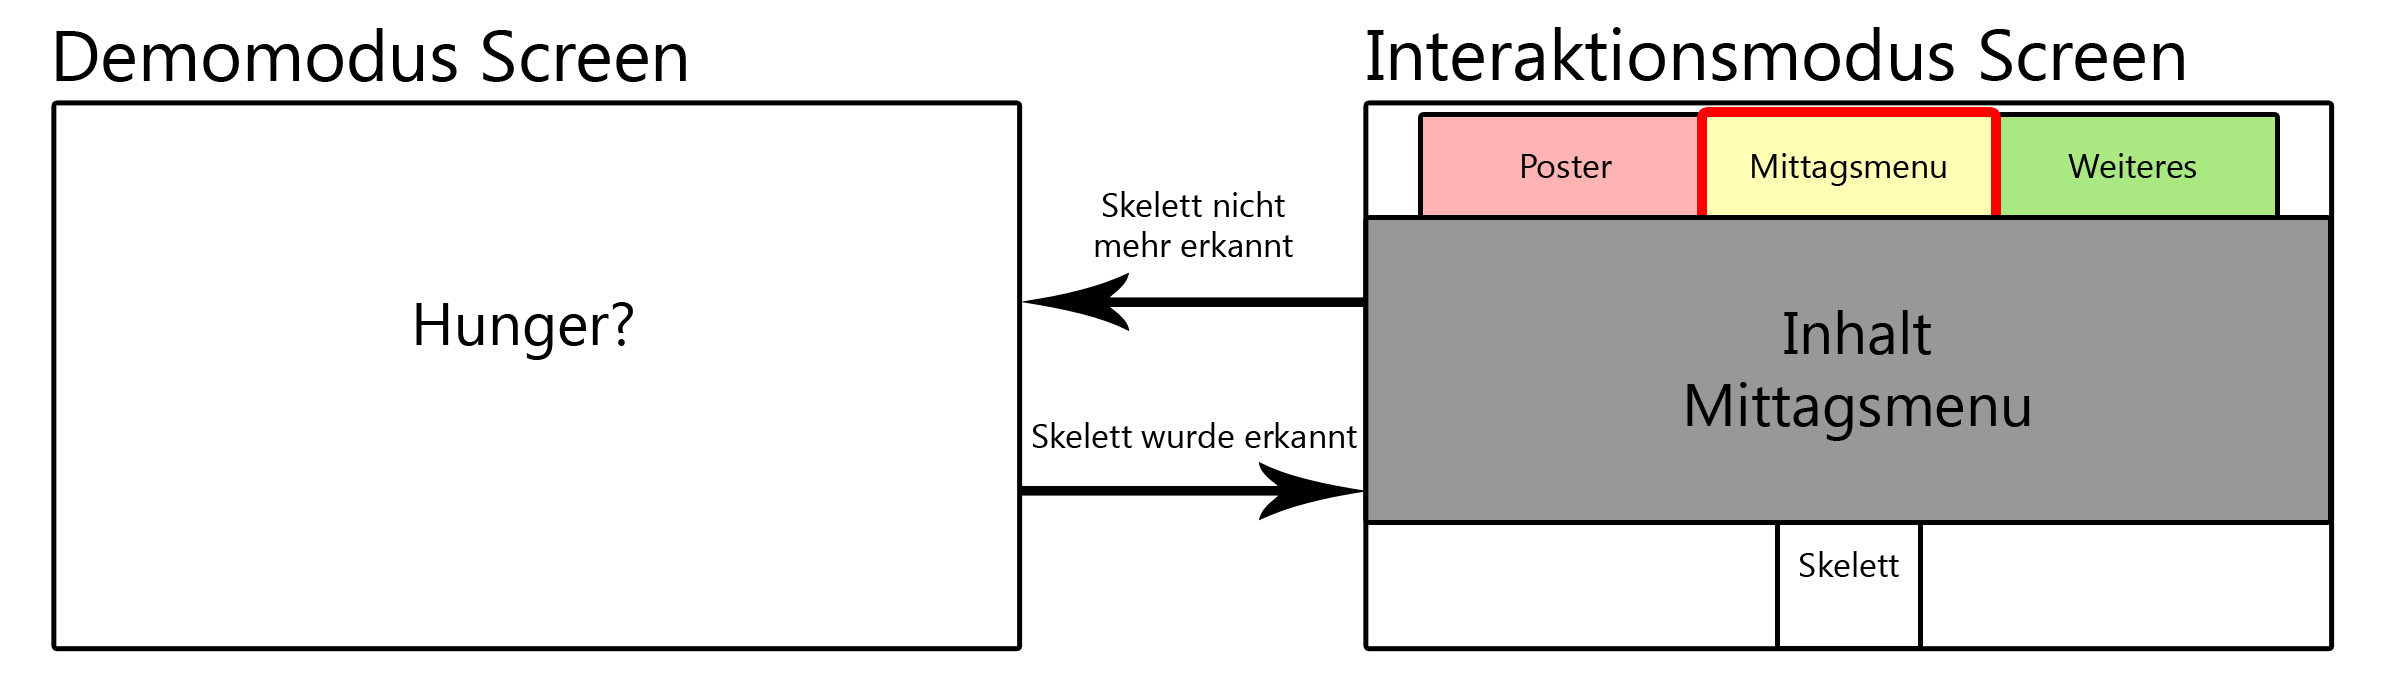 Demomodus Screen
Interaktionsmodus Screen
Hunger?
Skelett nicht
mehr erkannt
Skelett wurde erkannt
Poster
Mittagsmenu
Weiteres
Inhalt
Mittagsmenu
Skelett